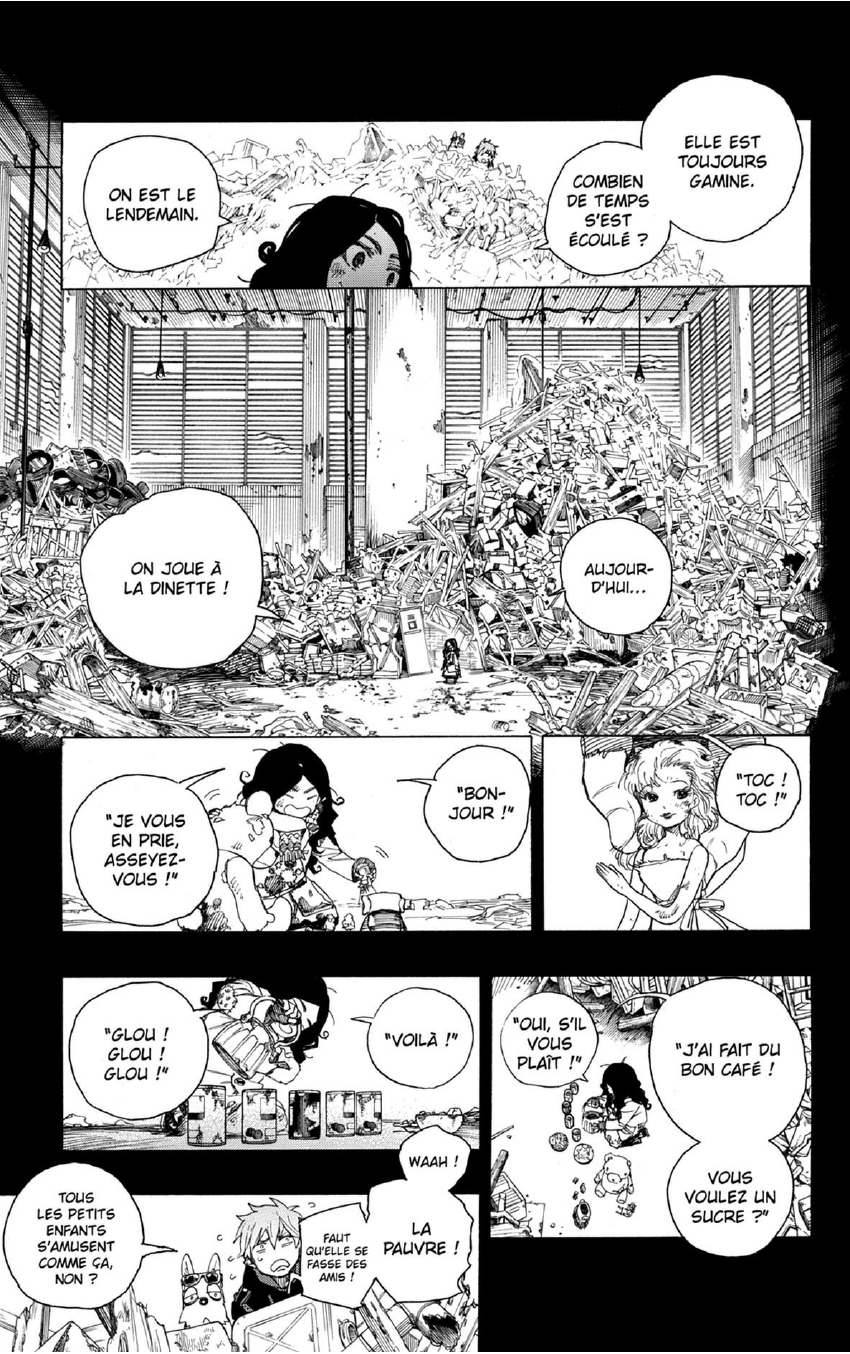 ELLE EST
TOUJOURS
GAMINE.
COMBIEN
DE TEMPS
S'EST
ÉCOULÉ ?
ON EST LE
LENDEMAIN.
AUJOUR-
D'HUI...
ON JOUE À
LA DINETTE !
"TOC !
TOC !"
"BON-
JOUR !"
"JE VOUS
EN PRIE,
ASSEYEZ-
VOUS !"
"J'AI FAIT DU
BON CAFÉ !
VOUS
VOULEZ UN
SUCRE ?"
"OUI, S'IL
VOUS
PLAÎT !"
"VOILÀ !"
"GLOU !
GLOU !
GLOU !"
WAAH !
LA
PAUVRE !
FAUT
QU'ELLE SE
FASSE DES
AMIS !
TOUS
LES PETITS
ENFANTS
S'AMUSENT
COMME ÇA,
NON ?